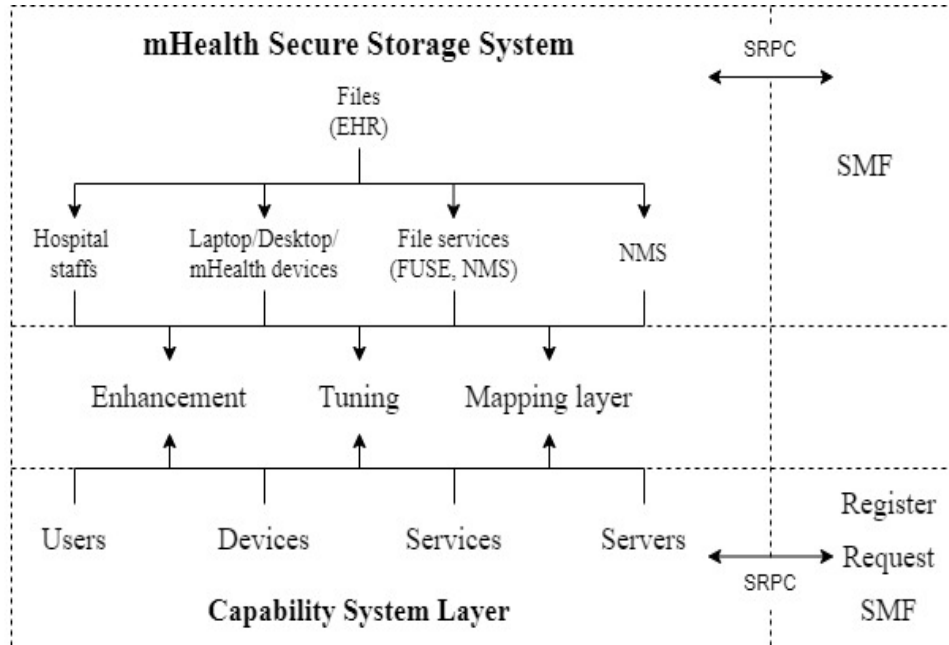 mHealth Secure Storage System
SRPC
Files
(EHR)
SMF
Hospital
staffs
Laptop/Desktop/
mHealth devices
File services
(FUSE, NMS)
NMS
Enhancement
Tuning
Mapping layer
Register
Users
Devices
Services
Servers
Request
SRPC
SMF
Capability System Layer